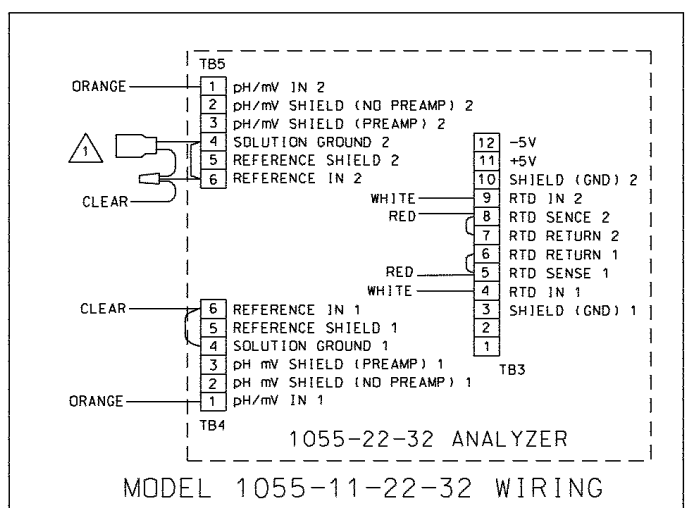 TB5
ORANGE 1 pH/mV IN 2
2 pH/mV SHIELD (NO PREAMP) 2
3 pH/mV SHIELD (PREAMP) 2
1 4 SOLUTION GROUND 2
5 REFERENCE SHIELD 2
CLEAR 6 REFERENCE IN 2
12 -5V
11 +5V
10 SHIELD (GND) 2
WHITE 9 RTD IN 2
RED 8 RTD SENCE 2
7 RTD RETURN 2
6 RTD RETURN 1
RED 5 RTD SENSE 1
WHITE 4 RTD IN 1
3 SHIELD (GND) 1
2
1
TB3
CLEAR 6 REFERENCE IN 1
5 REFERENCE SHIELD 1
4 SOLUTION GROUND 1
3 pH mV SHIELD (PREAMP) 1
2 pH mV SHIELD (NO PREAMP) 1
ORANGE 1 pH/mV IN 1
TB4
1055-22-32 ANALYZER
MODEL 1055-11-22-32 WIRING